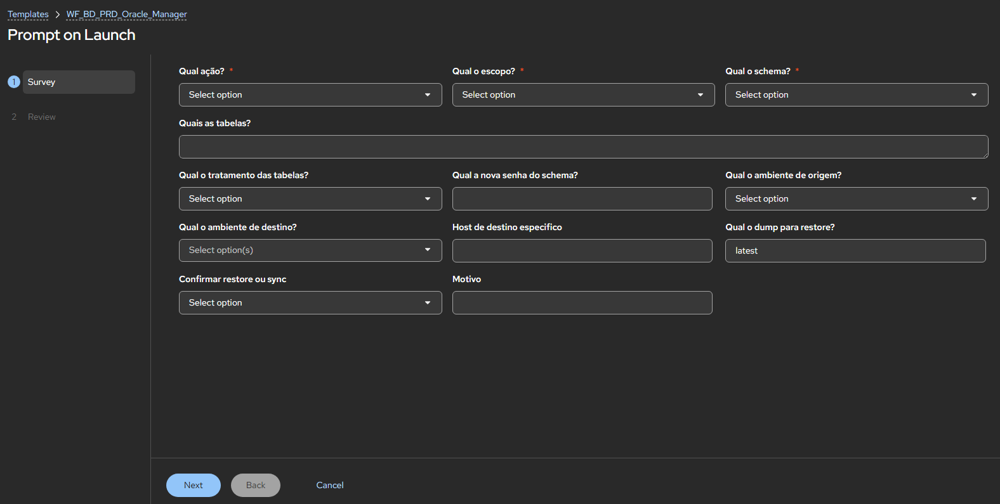 Templates > WF_BD_PRD_Oracle_Manager
Prompt on Launch
1 Survey
2 Review
Qual ação? * Qual o escopo? * Qual o schema? *
Select option Select option Select option
Quais as tabelas?
Qual o tratamento das tabelas? Qual a nova senha do schema? Qual o ambiente de origem?
Select option Select option
Qual o ambiente de destino? Host de destino especifico Qual o dump para restore?
Select option(s) latest
Confirmar restore ou sync Motivo
Select option
Next Back Cancel